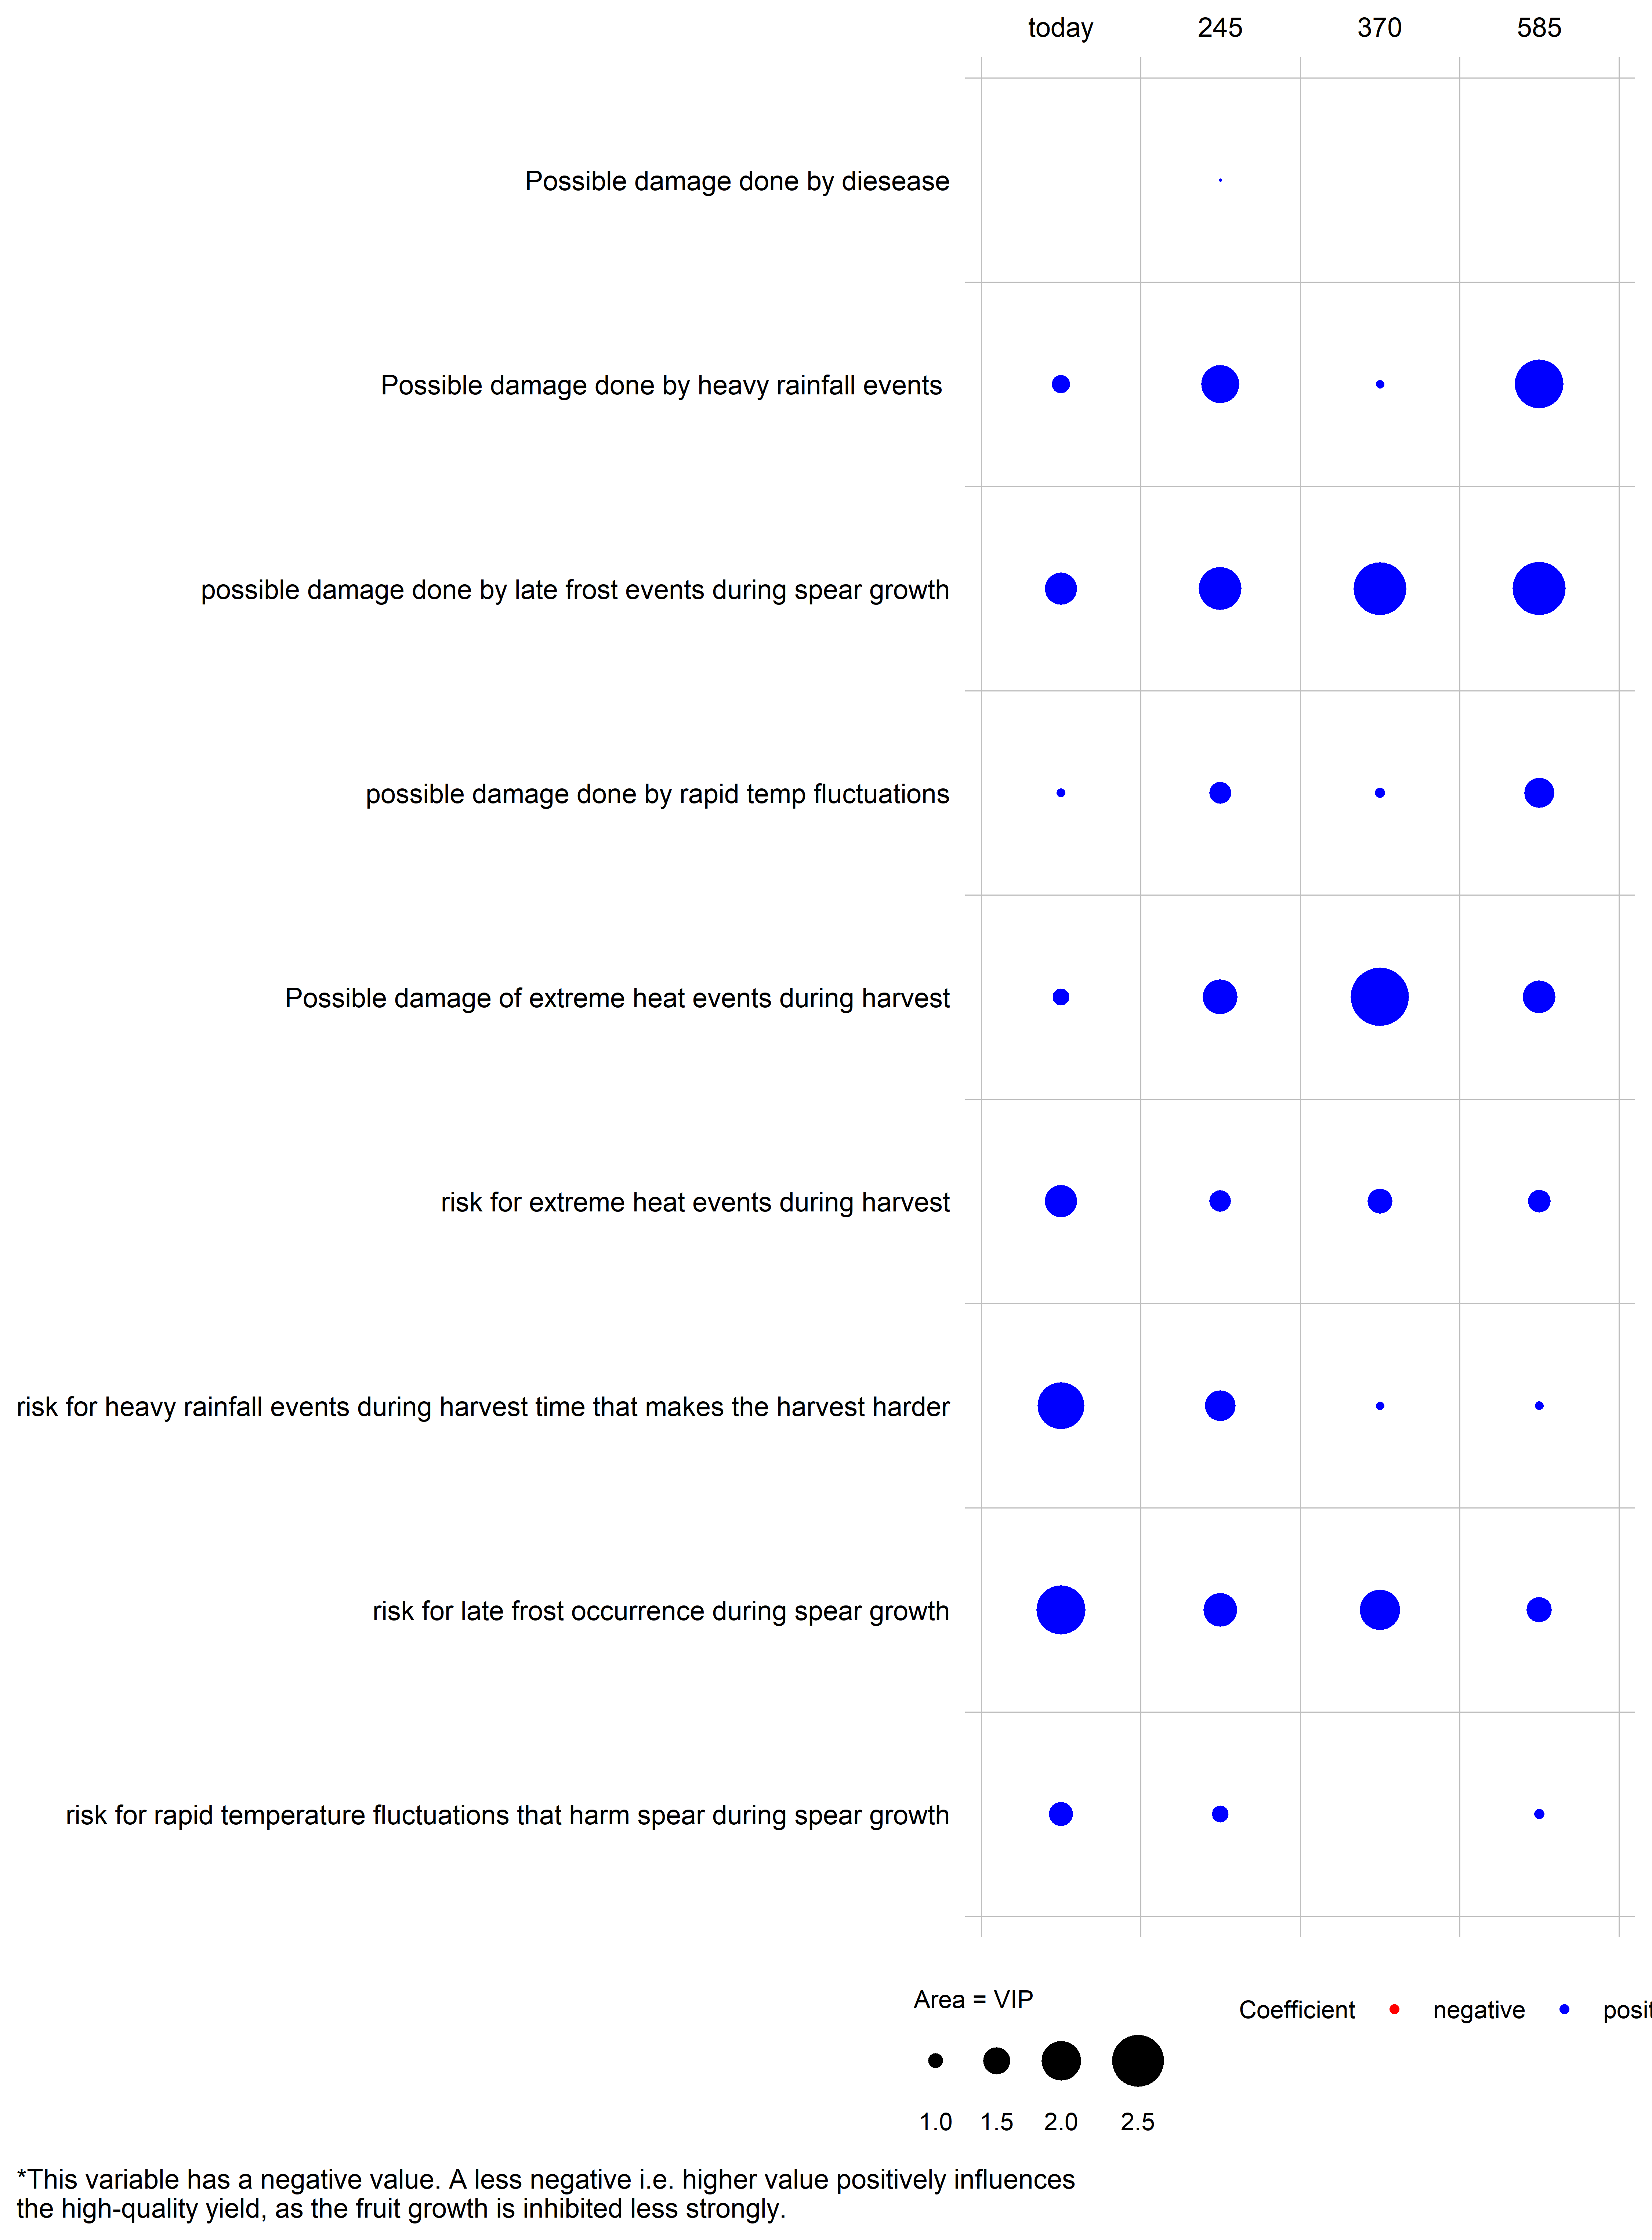 today 245 370 585
Possible damage done by diesease
Possible damage done by heavy rainfall events
possible damage done by late frost events during spear growth
possible damage done by rapid temp fluctuations
Possible damage of extreme heat events during harvest
risk for extreme heat events during harvest
risk for heavy rainfall events during harvest time that makes the harvest harder
risk for late frost occurrence during spear growth
risk for rapid temperature fluctuations that harm spear during spear growth
Area = VIP
Coefficient negative posit
1.0 1.5 2.0 2.5
*This variable has a negative value. A less negative i.e. higher value positively influences
the high-quality yield, as the fruit growth is inhibited less strongly.